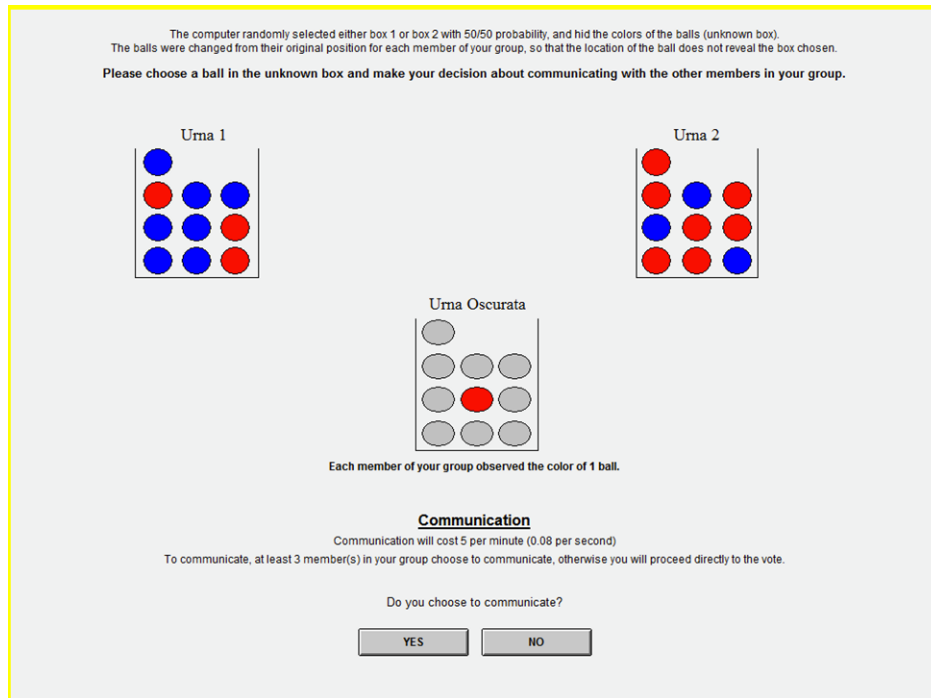 The computer randomly selected either box 1 or box 2 with 50/50 probability, and hid the colors of the balls (unknown box).
The balls were changed from their original position for each member of your group, so that the location of the ball does not reveal the box chosen.
Please choose a ball in the unknown box and make your decision about communicating with the other members in your group.
Urna 1
Urna 2
Urna Oscurata
Each member of your group observed the color of 1 ball.
Communication
Communication will cost 5 per minute (0.08 per second)
To communicate, at least 3 member(s) in your group choose to communicate, otherwise you will proceed directly to the vote.
Do you choose to communicate?
YES
NO